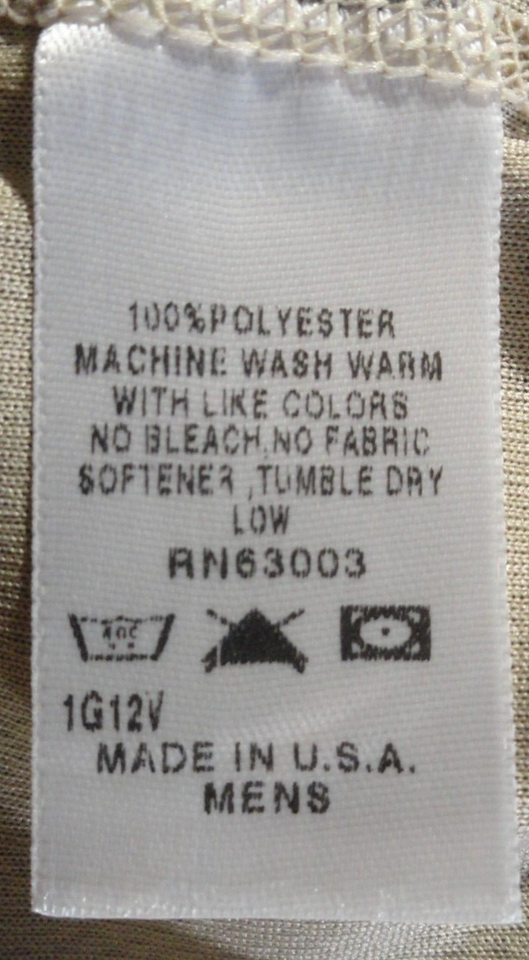 100%POLYESTER
MACHINE WASH WARM
WITH LIKE COLORS
NO BLEACH,NO FABRIC
SOFTENER ,TUMBLE DRY
LOW
RN63003
40C
1G12V
MADE IN U.S.A.
MENS